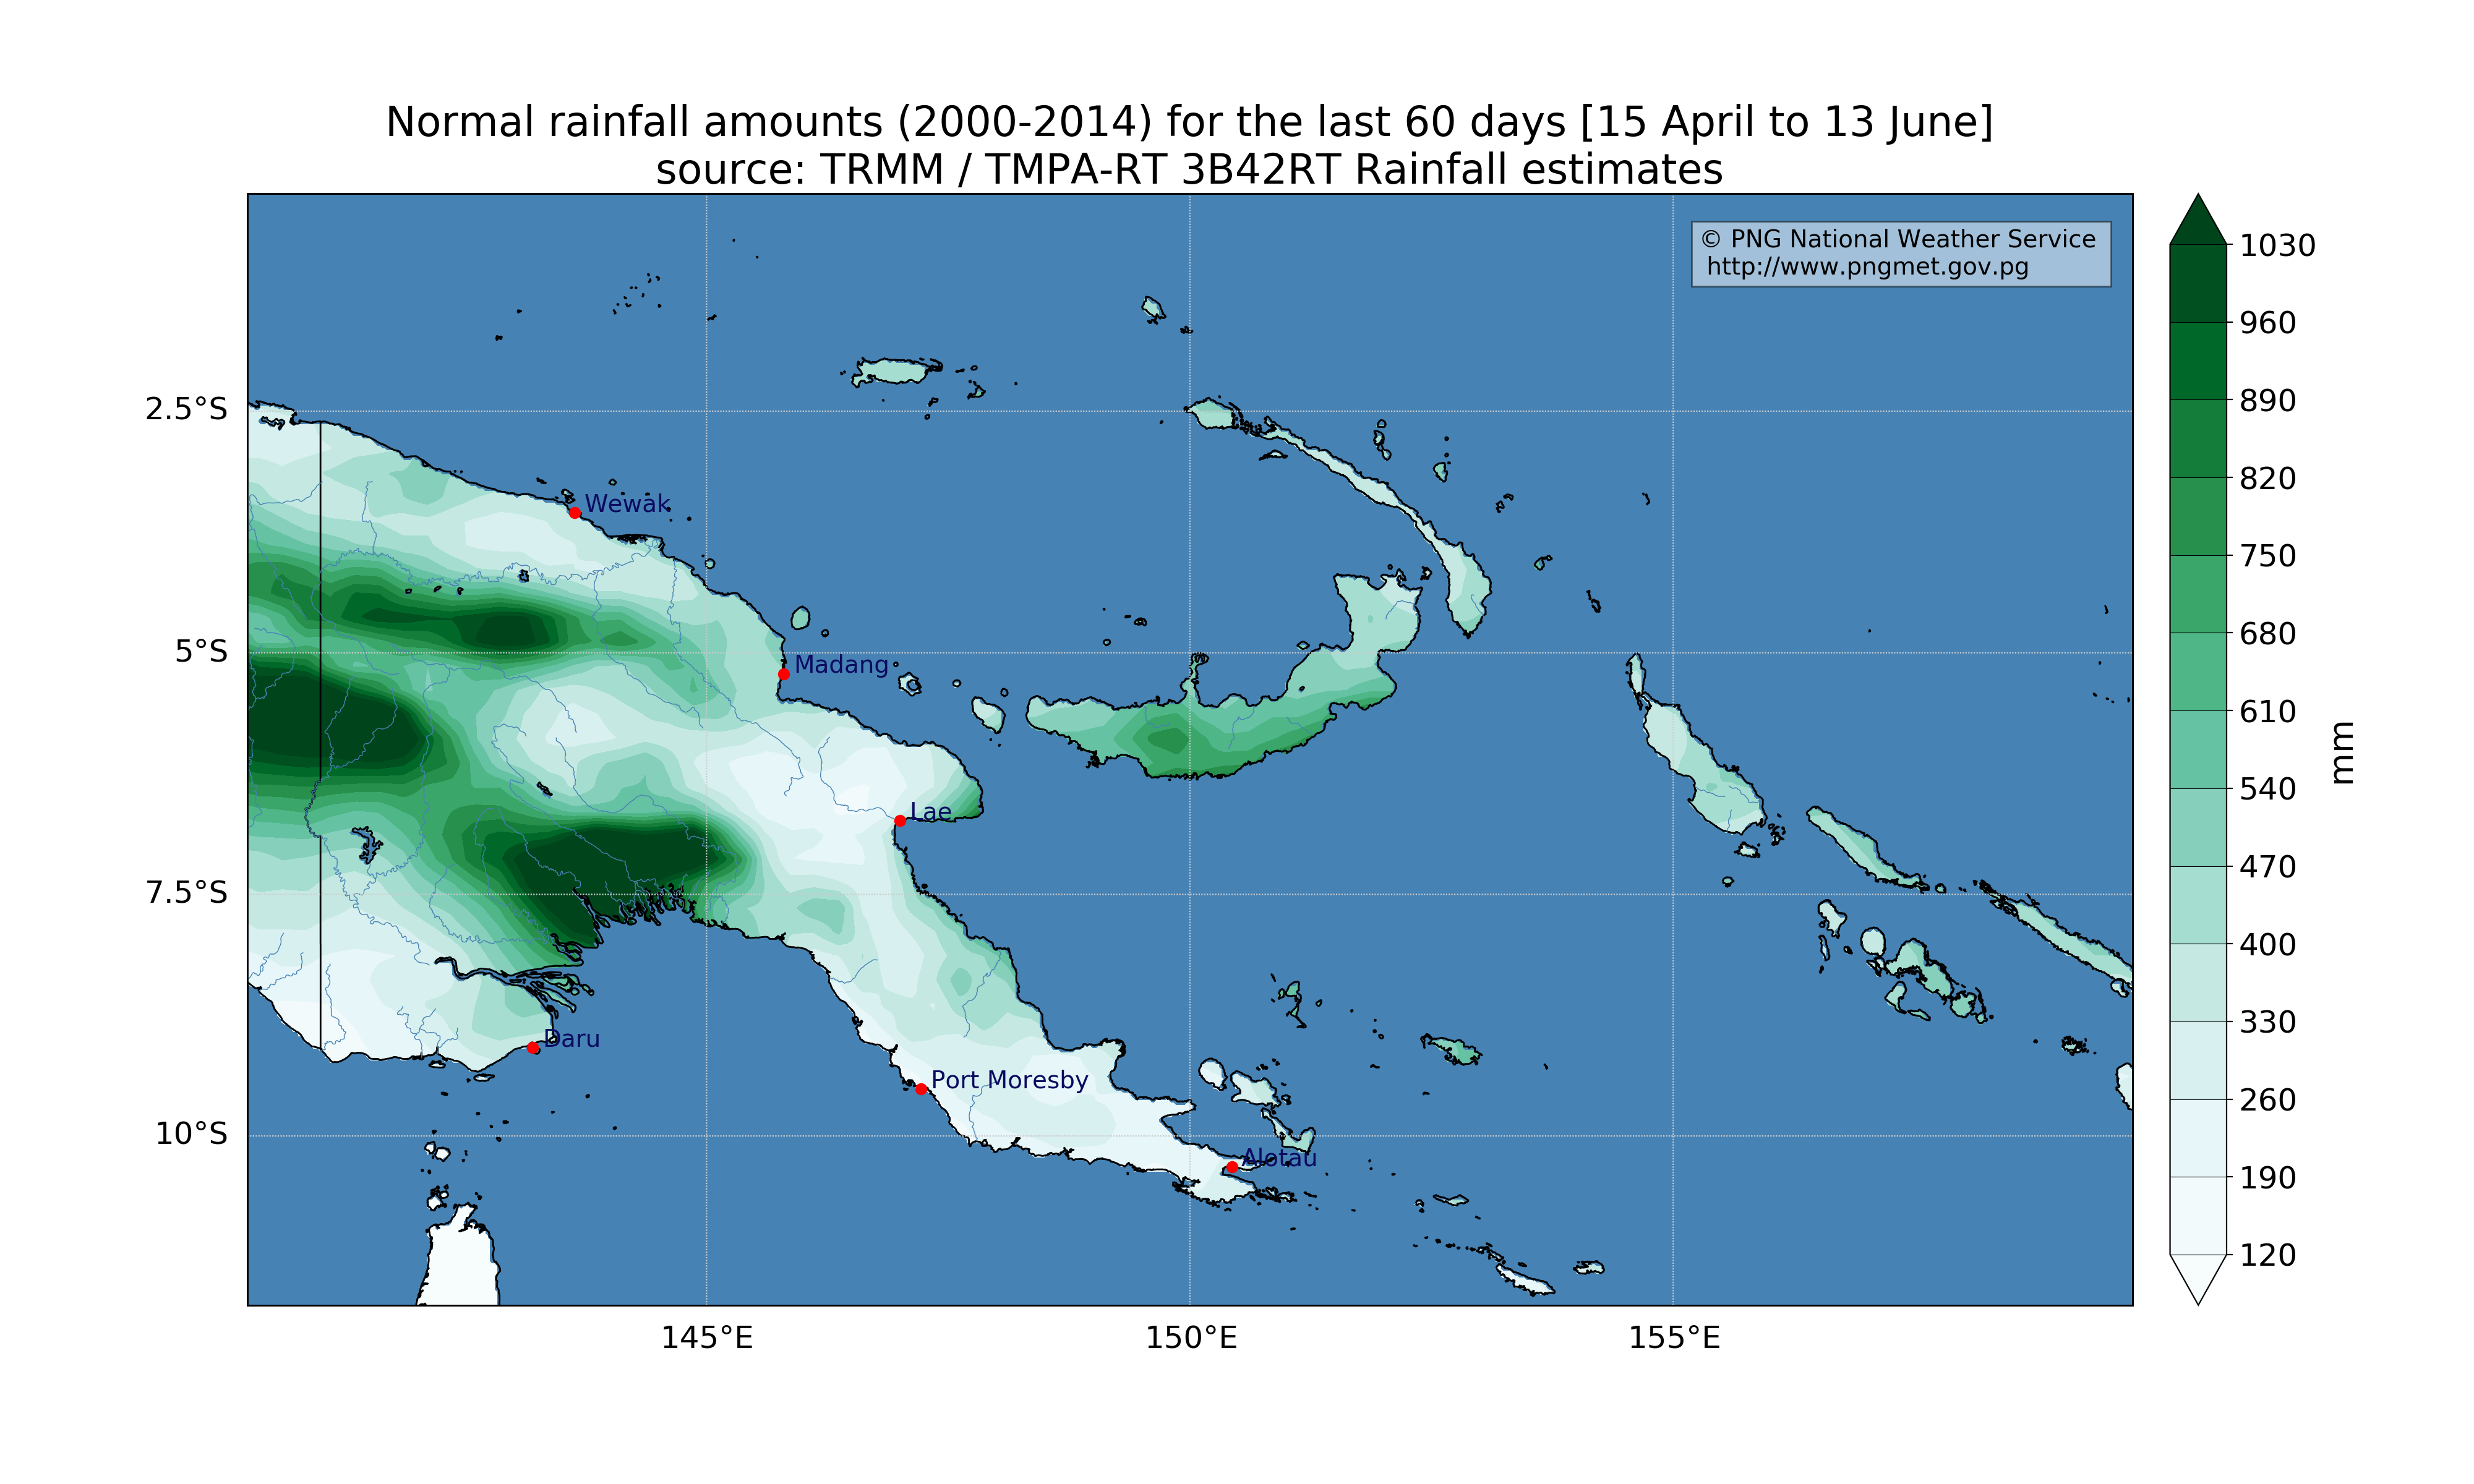 Normal rainfall amounts (2000-2014) for the last 60 days [15 April to 13 June]
source: TRMM / TMPA-RT 3B42RT Rainfall estimates
© PNG National Weather Service
http://www.pngmet.gov.pg
1030
960
890
820
750
680
610
540
470
400
330
260
190
120
mm
2.5°S
5°S
7.5°S
10°S
Wewak
Madang
Lae
Daru
Port Moresby
Alotau
145°E
150°E
155°E